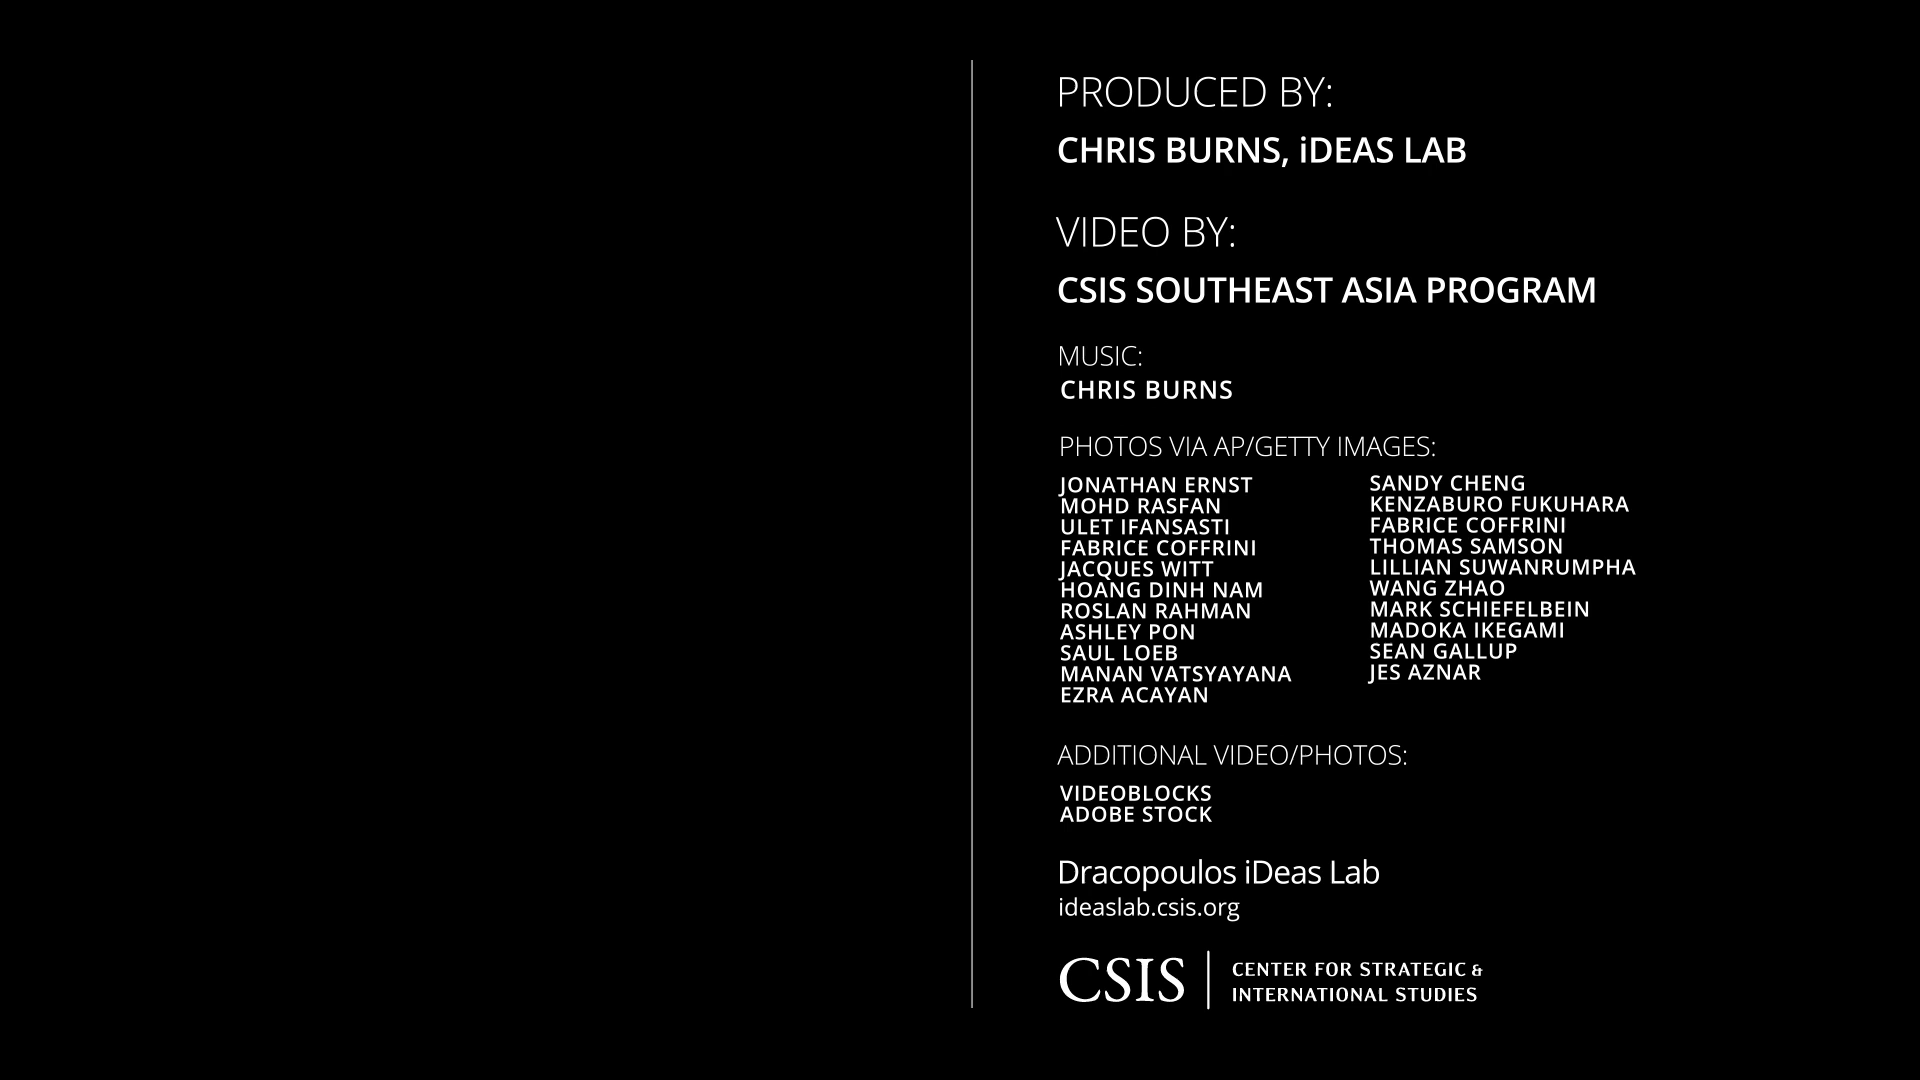 PRODUCED BY:
CHRIS BURNS, iDEAS LAB
VIDEO BY:
CSIS SOUTHEAST ASIA PROGRAM
MUSIC:
CHRIS BURNS
PHOTOS VIA AP/GETTY IMAGES:
JONATHAN ERNST
MOHD RASFAN
ULET IFANSASTI
FABRICE COFFRINI
JACQUES WITT
HOANG DINH NAM
ROSLAN RAHMAN
ASHLEY PON
SAUL LOEB
MANAN VATSYAYANA
EZRA ACAYAN
SANDY CHENG
KENZABURO FUKUHARA
FABRICE COFFRINI
THOMAS SAMSON
LILLIAN SUWANRUMPHA
WANG ZHAO
MARK SCHIEFELBEIN
MADOKA IKEGAMI
SEAN GALLUP
JES AZNAR
ADDITIONAL VIDEO/PHOTOS:
VIDEOBLOCKS
ADOBE STOCK
Dracopoulos iDeas Lab
ideaslab.csis.org
CSIS
CENTER FOR STRATEGIC &
INTERNATIONAL STUDIES